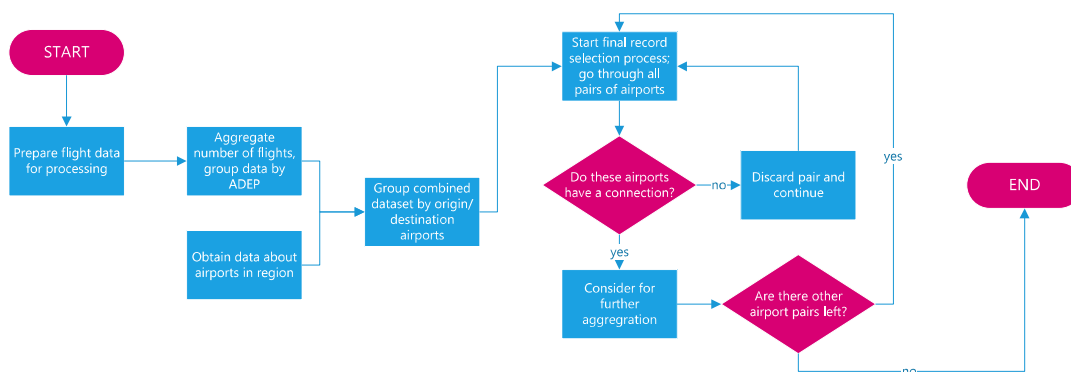 START
Prepare flight data
for processing
Aggregate
number of flights,
group data by
ADEP
Obtain data about
airports in region
Group combined
dataset by origin/
destination
airports
Start final record
selection process;
go through all
pairs of airports
Do these airports
have a connection?
no
Discard pair and
continue
yes
Consider for
further
aggregration
Are there other
airport pairs left?
yes
no
END